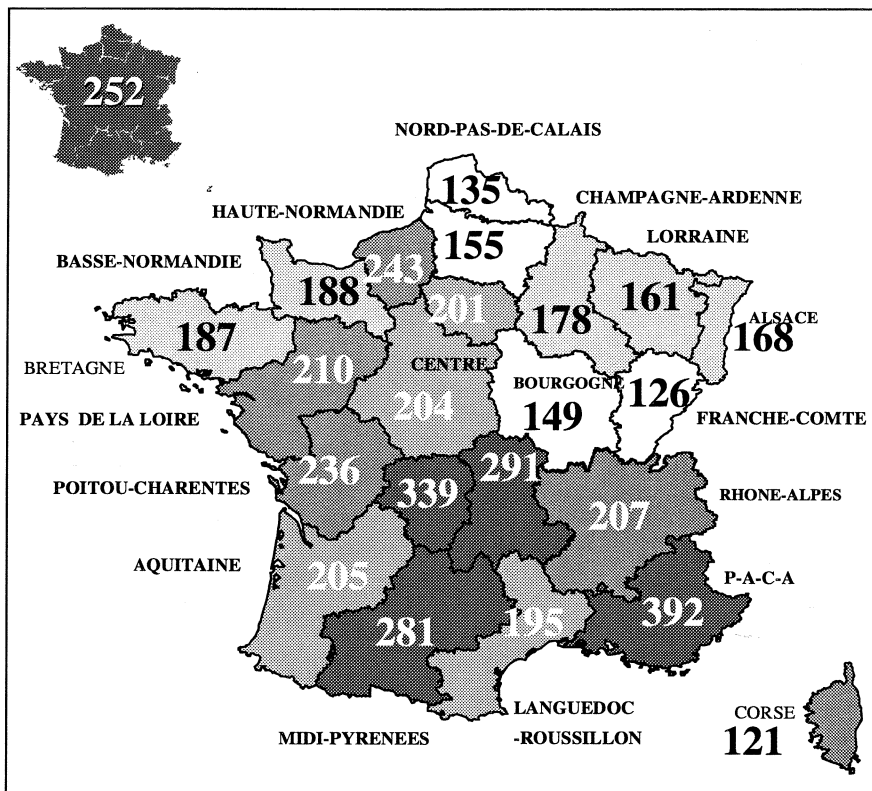 252
NORD-PAS-DE-CALAIS
135
CHAMPAGNE-ARDENNE
HAUTE-NORMANDIE
155
LORRAINE
BASSE-NORMANDIE
243
188
201
161
178
ALSACE
168
187
BRETAGNE
210
CENTRE
BOURGOGNE
126
204
149
PAYS DE LA LOIRE
FRANCHE-COMTE
236
291
POITOU-CHARENTES
339
RHONE-ALPES
207
AQUITAINE
205
P-A-C-A
281
195
392
LANGUEDOC
-ROUSSILLON
MIDI-PYRENEES
CORSE
121